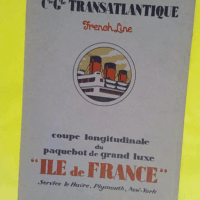 Cie Gle TRANSATLANTIQUE
French Line
coupe longitudinale
du
paquebot de grand luxe
"ILE de FRANCE"
Service le Havre, Plymouth, New-York